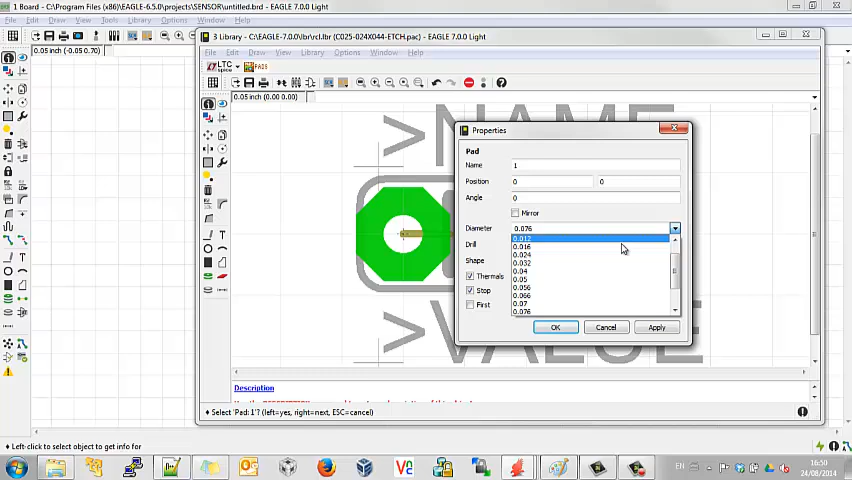 1 Board - C:\Program Files (x86)\EAGLE-6.5.0\projects\SENSOR\untitled.brd - EAGLE 7.0.0 Light
File Edit Draw View Tools Library Options Window Help
0.05 inch (-0.05 0.70)
3 Library - C:\EAGLE-7.0.0\lbr\rcl.lbr (C025-024X044-ETCH.pac) - EAGLE 7.0.0 Light
File Edit Draw View Library Options Window Help
LTC
spice
PADS
0.05 inch (0.00 0.00)
>NAME
>VALUE
Properties
Pad
Name 1
Position 0 0
Angle 0
Mirror
Diameter 0.076
Drill
Shape
Thermals
Stop
First
0.012
0.016
0.024
0.032
0.04
0.05
0.056
0.066
0.07
0.076
OK Cancel Apply
Description
Select 'Pad: 1'? (left=yes, right=next, ESC=cancel)
Left-click to select object to get info for
EN
16:50
24/08/2014